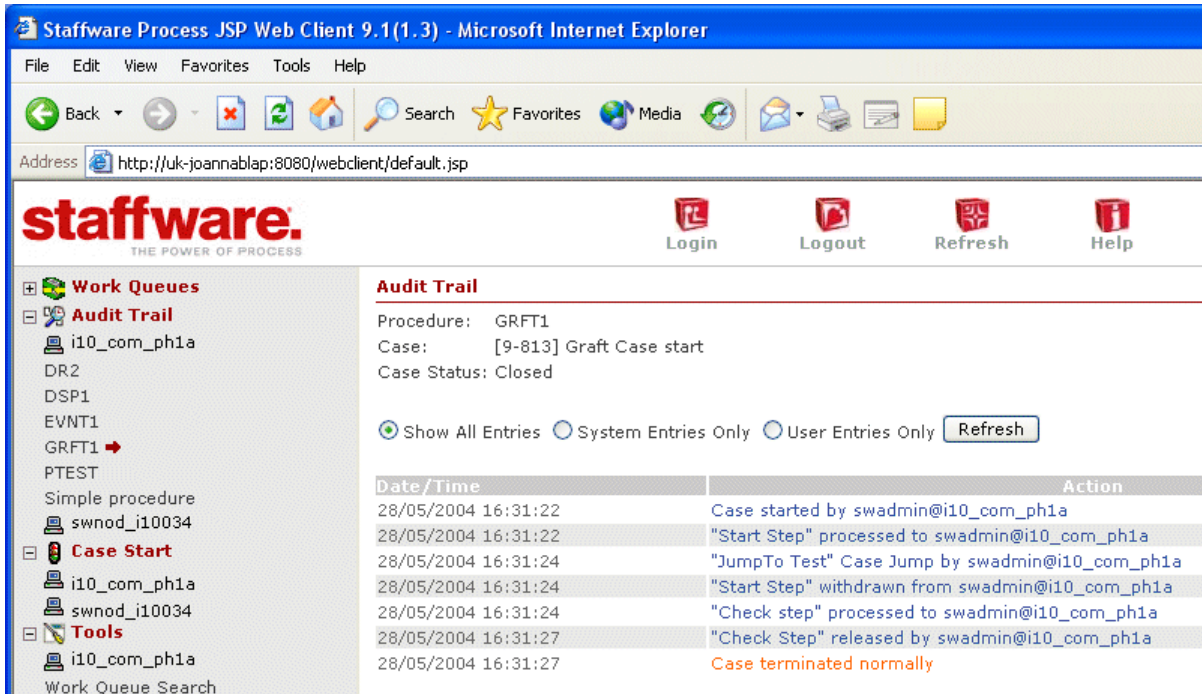 Staffware Process JSP Web Client 9.1(1.3) - Microsoft Internet Explorer
File Edit View Favorites Tools Help
Back Search Favorites Media
Address http://uk-joannablap:8080/webclient/default.jsp
staffware.
THE POWER OF PROCESS
Login Logout Refresh Help
Work Queues
Audit Trail
i10_com_ph1a
DR2
DSP1
EVNT1
GRFT1
PTEST
Simple procedure
swnod_i10034
Case Start
i10_com_ph1a
swnod_i10034
Tools
i10_com_ph1a
Work Queue Search
Audit Trail
Procedure: GRFT1
Case: [9-813] Graft Case start
Case Status: Closed
Show All Entries System Entries Only User Entries Only Refresh
Date/Time Action
28/05/2004 16:31:22 Case started by swadmin@i10_com_ph1a
28/05/2004 16:31:22 "Start Step" processed to swadmin@i10_com_ph1a
28/05/2004 16:31:24 "JumpTo Test" Case Jump by swadmin@i10_com_ph1a
28/05/2004 16:31:24 "Start Step" withdrawn from swadmin@i10_com_ph1a
28/05/2004 16:31:24 "Check step" processed to swadmin@i10_com_ph1a
28/05/2004 16:31:27 "Check Step" released by swadmin@i10_com_ph1a
28/05/2004 16:31:27 Case terminated normally